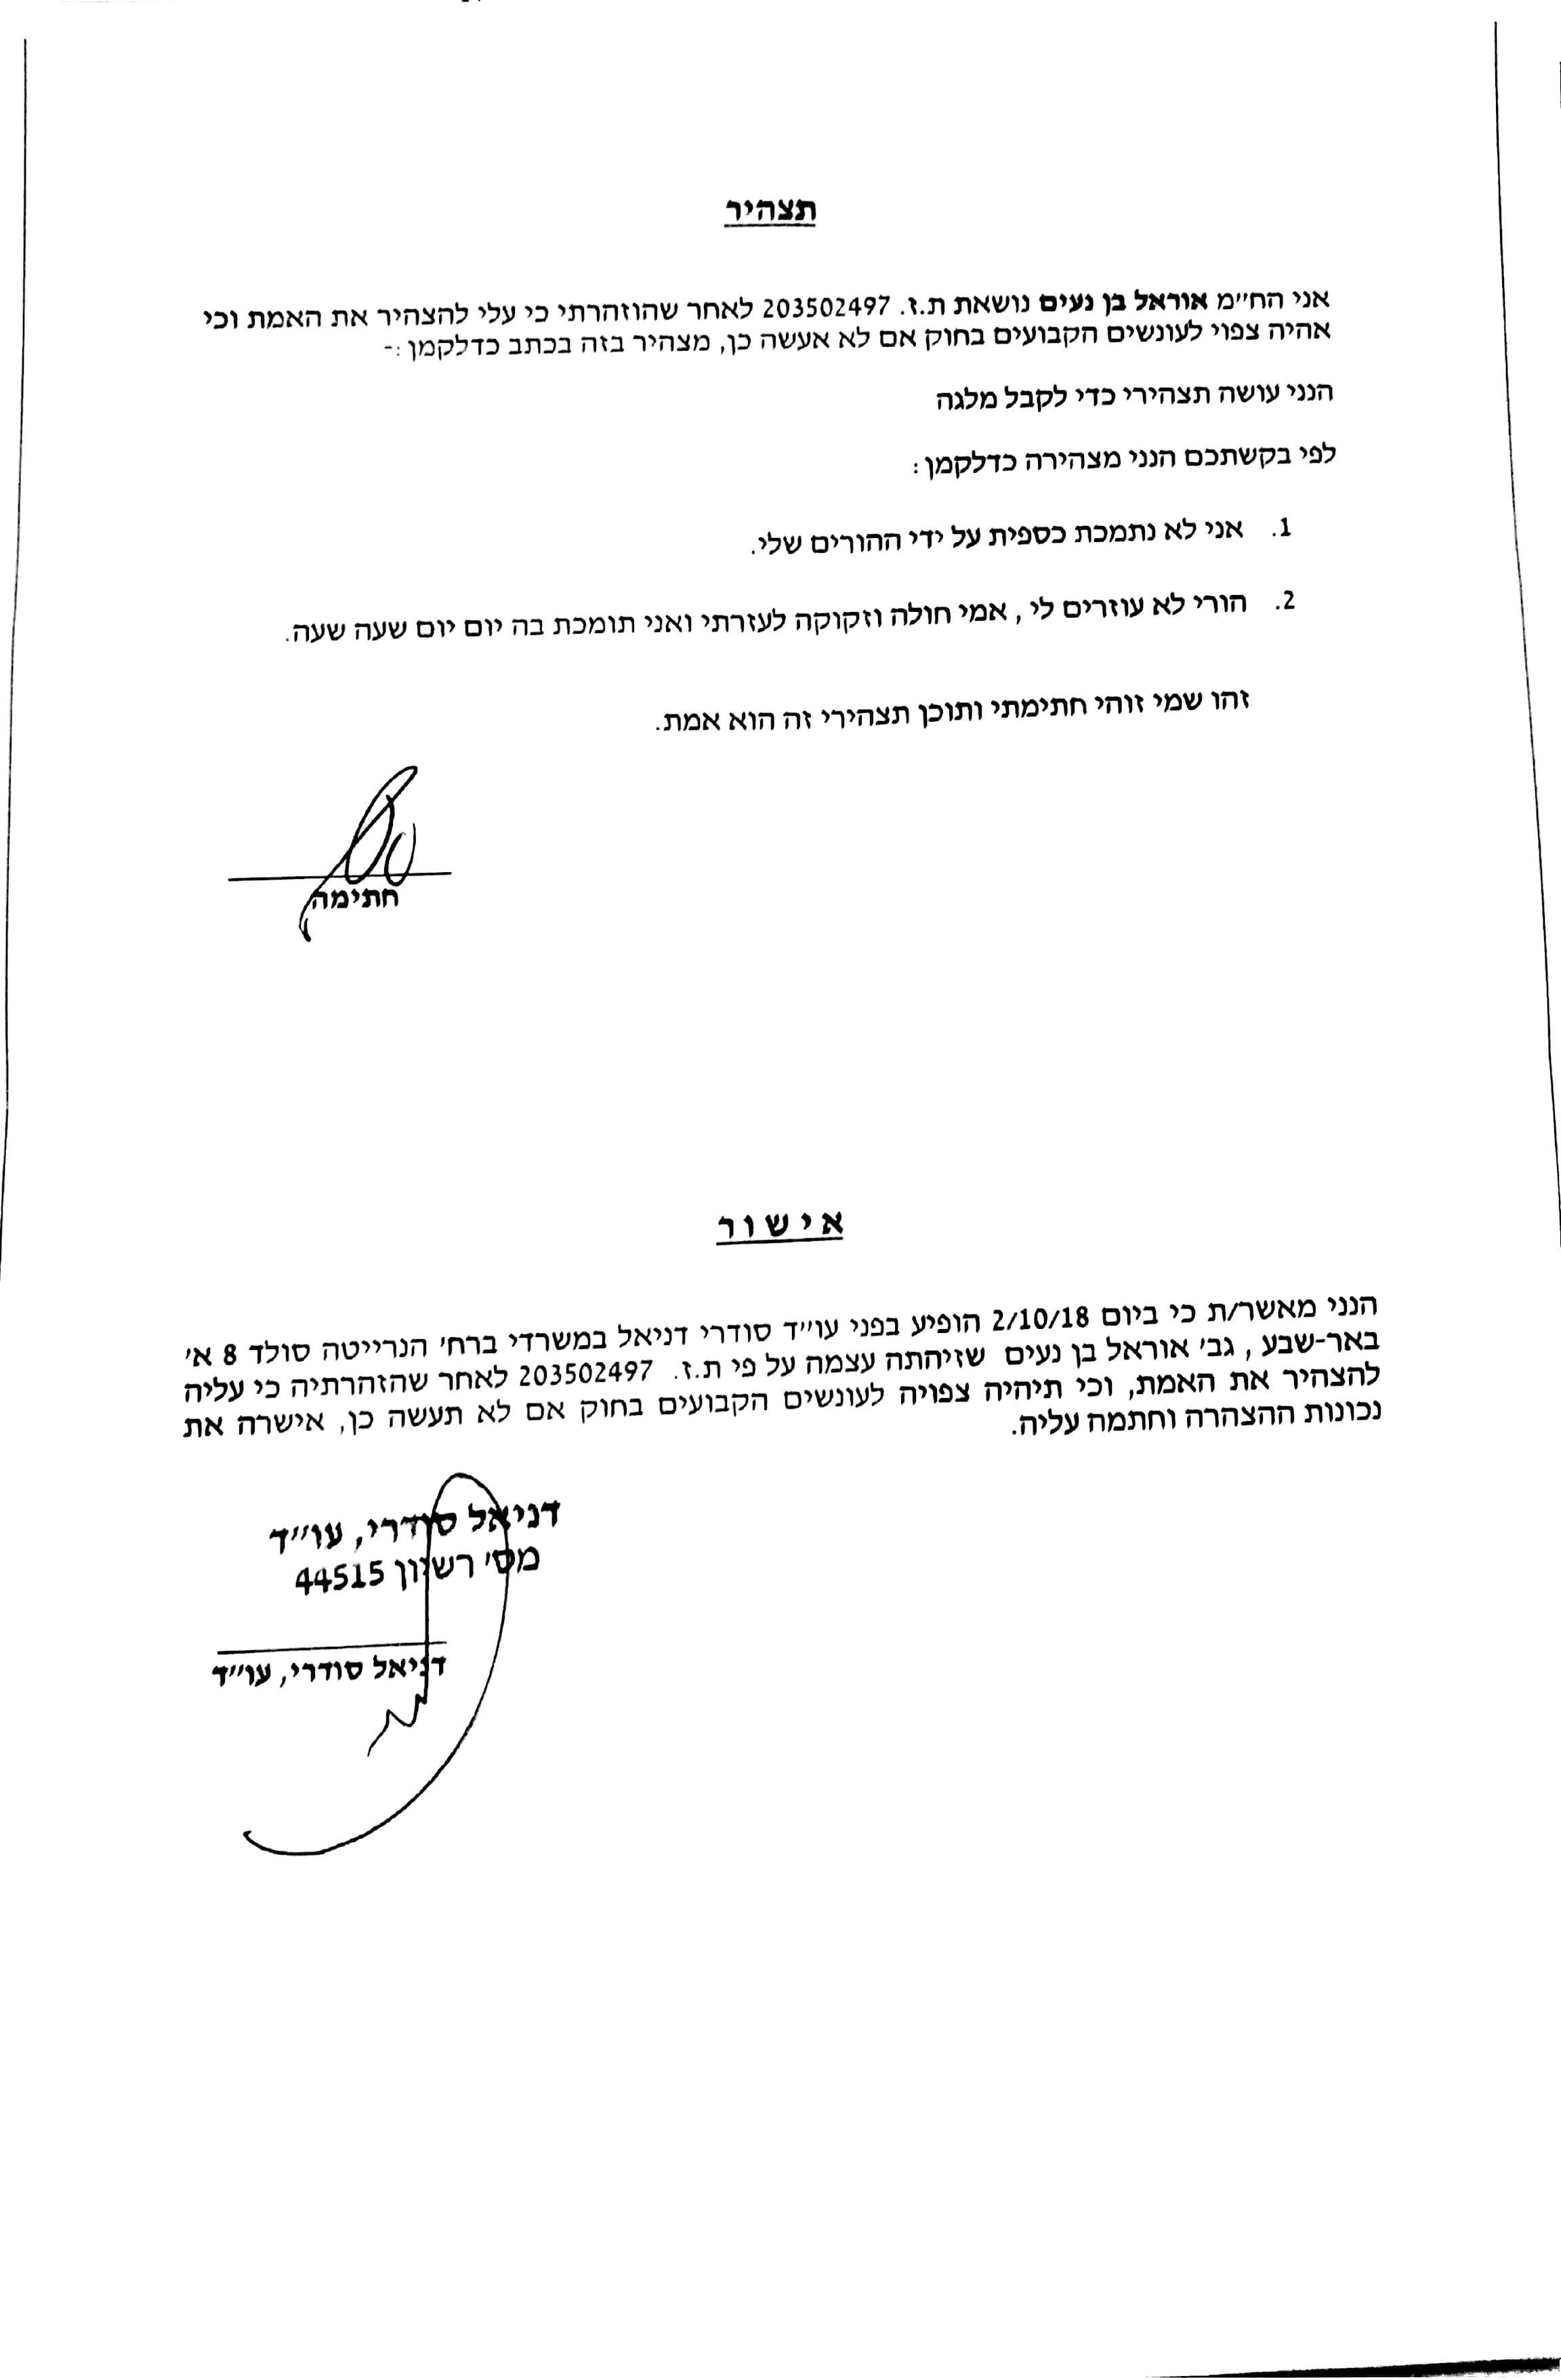 תצהיר
אני הח״מ אוראל בן נעים נושאת ת.ז. 203502497 לאחר שהוזהרתי כי עלי להצהיר את האמת וכי
אהיה צפוי לעונשים הקבועים בחוק אם לא אעשה כן, מצהיר בזה בכתב כדלקמן :-
הנני עושה תצהירי כדי לקבל מלגה
לפי בקשתכם הנני מצהירה כדלקמן :
1. אני לא נתמכת כספית על ידי ההורים שלי.
2. הורי לא עוזרים לי , אמי חולה וזקוקה לעזרתי ואני תומכת בה יום יום שעה שעה.
זהו שמי זוהי חתימתי ותוכן תצהירי זה הוא אמת.
חתימה
אישור
הנני מאשר/ת כי ביום 2/10/18 הופיע בפני עו״ד סודרי דניאל במשרדי ברח׳ הנרייטה סולד 8 א׳
באר-שבע , גב׳ אוראל בן נעים שזיהתה עצמה על פי ת.ז. 203502497 לאחר שהזהרתיה כי עליה
להצהיר את האמת, וכי תיהיה צפויה לעונשים הקבועים בחוק אם לא תעשה כן, אישרה את
נכונות ההצהרה וחתמה עליה.
דניאל סודרי, עו״ד
מס׳ רשיון 44515
דניאל סודרי, עו״ד